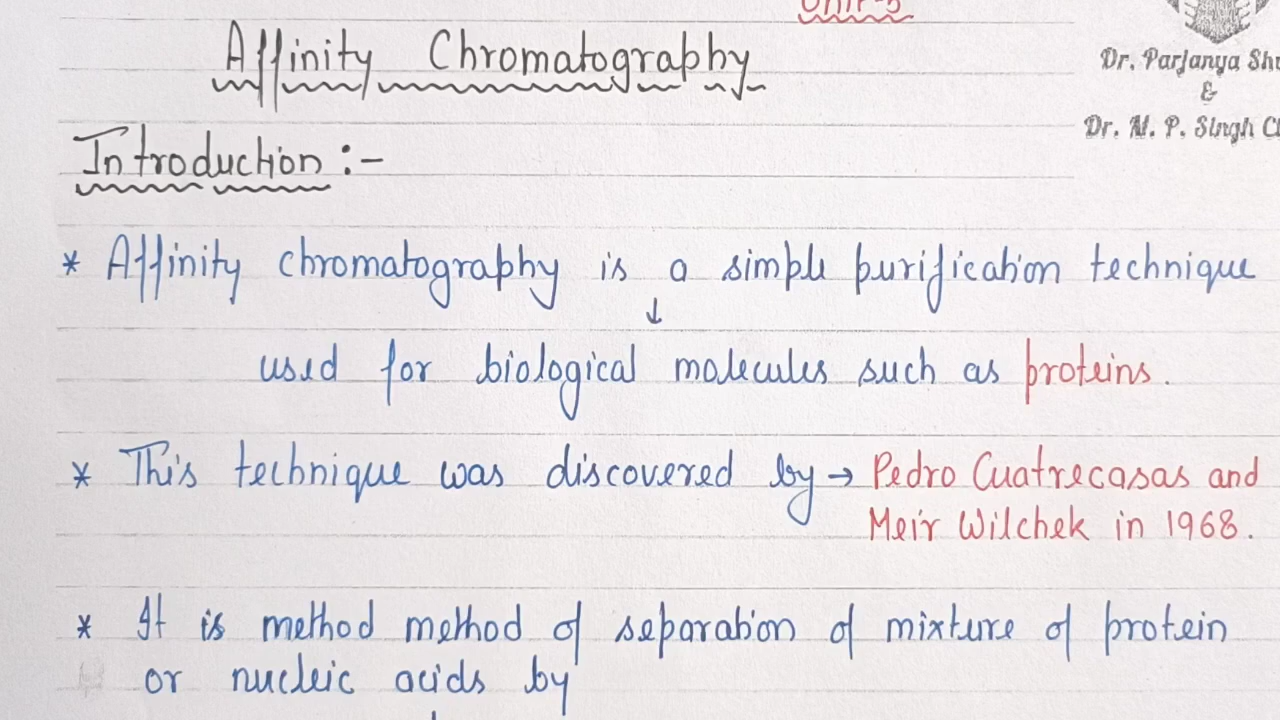 Unit-5
Affinity Chromatography
Dr. Parjanya
&
Dr. M. P. Singh
Introduction :-
* Affinity chromatography is a simple purification technique
↓
used for biological molecules such as proteins.
* This technique was discovered by → Pedro Cuatrecasas and
Meir Wilchek in 1968.
* It is method method of separation of mixture of protein
or nucleic acids by